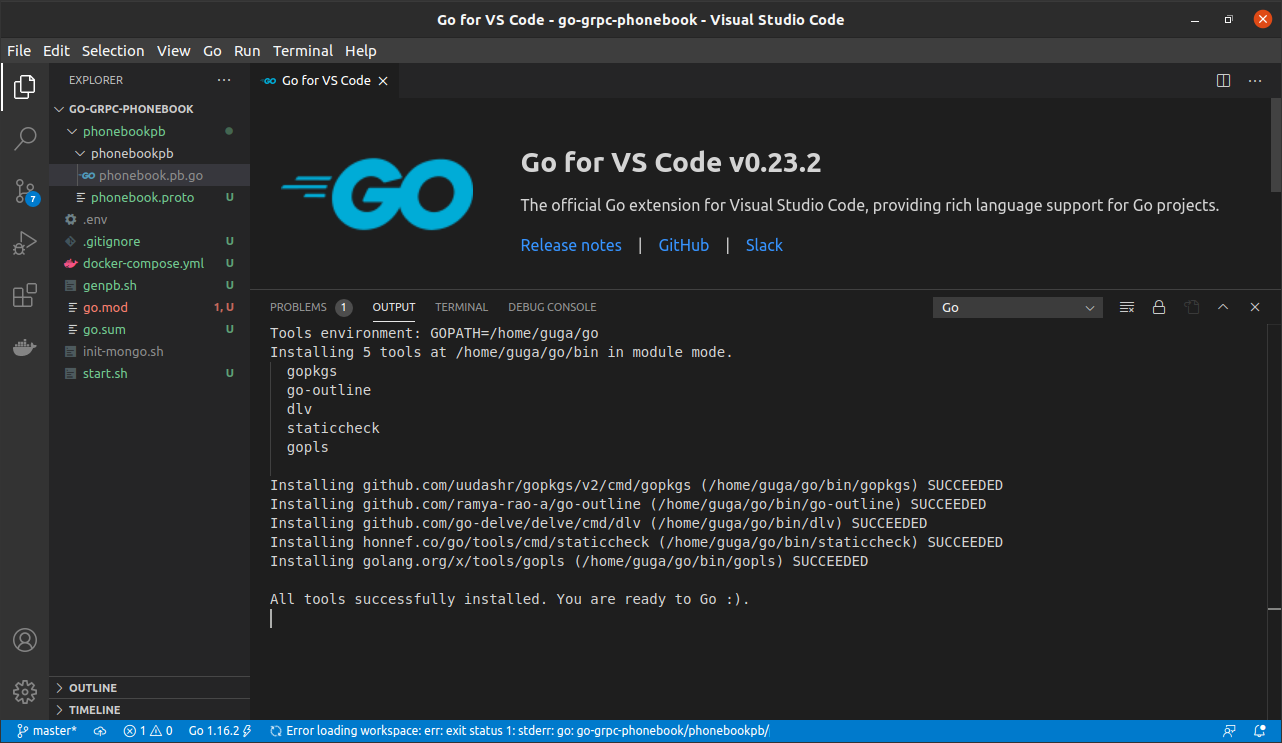 Go for VS Code - go-grpc-phonebook - Visual Studio Code
File Edit Selection View Go Run Terminal Help
EXPLORER
GO-GRPC-PHONEBOOK
phonebookpb
phonebookpb
GO phonebook.pb.go
phonebook.proto U
.env
.gitignore U
docker-compose.yml U
genpb.sh U
go.mod 1, U
go.sum U
init-mongo.sh
start.sh U
7
OUTLINE
TIMELINE
GO Go for VS Code
GO
Go for VS Code v0.23.2
The official Go extension for Visual Studio Code, providing rich language support for Go projects.
Release notes | GitHub | Slack
PROBLEMS 1 OUTPUT TERMINAL DEBUG CONSOLE Go
Tools environment: GOPATH=/home/guga/go
Installing 5 tools at /home/guga/go/bin in module mode.
gopkgs
go-outline
dlv
staticcheck
gopls
Installing github.com/uudashr/gopkgs/v2/cmd/gopkgs (/home/guga/go/bin/gopkgs) SUCCEEDED
Installing github.com/ramya-rao-a/go-outline (/home/guga/go/bin/go-outline) SUCCEEDED
Installing github.com/go-delve/delve/cmd/dlv (/home/guga/go/bin/dlv) SUCCEEDED
Installing honnef.co/go/tools/cmd/staticcheck (/home/guga/go/bin/staticcheck) SUCCEEDED
Installing golang.org/x/tools/gopls (/home/guga/go/bin/gopls) SUCCEEDED
All tools successfully installed. You are ready to Go :).
master* 1 0 Go 1.16.2 Error loading workspace: err: exit status 1: stderr: go: go-grpc-phonebook/phonebookpb/